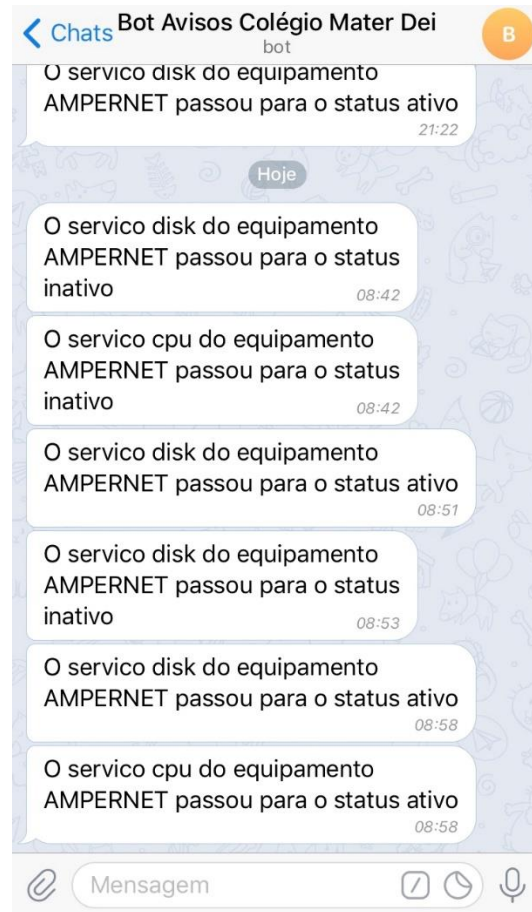 Chats
Bot Avisos Colégio Mater Dei
bot
B
O servico disk do equipamento
AMPERNET passou para o status ativo
21:22
Hoje
O servico disk do equipamento
AMPERNET passou para o status
inativo
08:42
O servico cpu do equipamento
AMPERNET passou para o status
inativo
08:42
O servico disk do equipamento
AMPERNET passou para o status ativo
08:51
O servico disk do equipamento
AMPERNET passou para o status
inativo
08:53
O servico disk do equipamento
AMPERNET passou para o status ativo
08:58
O servico cpu do equipamento
AMPERNET passou para o status ativo
08:58
Mensagem